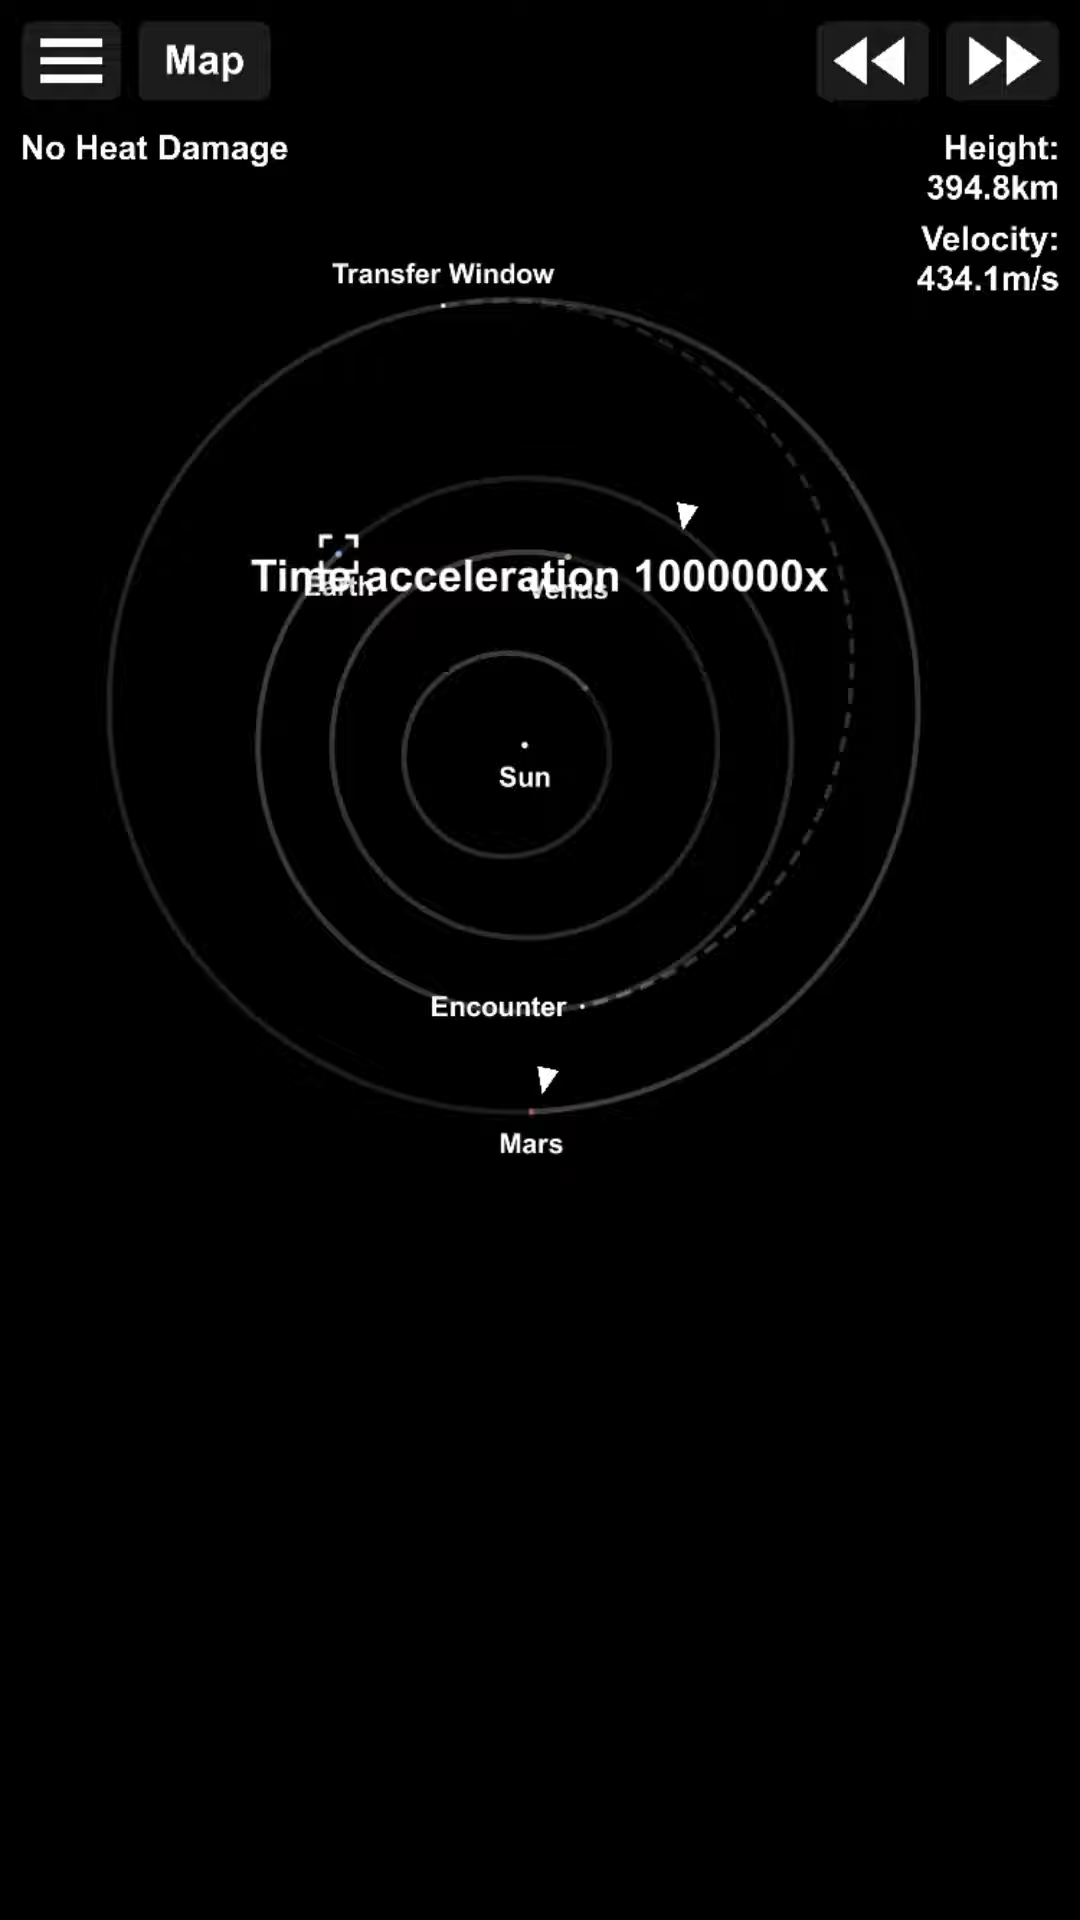 Map
No Heat Damage
Height:
394.8km
Velocity:
434.1m/s
Transfer Window
Time acceleration 1000000x
Earth
Venus
Sun
Encounter
Mars